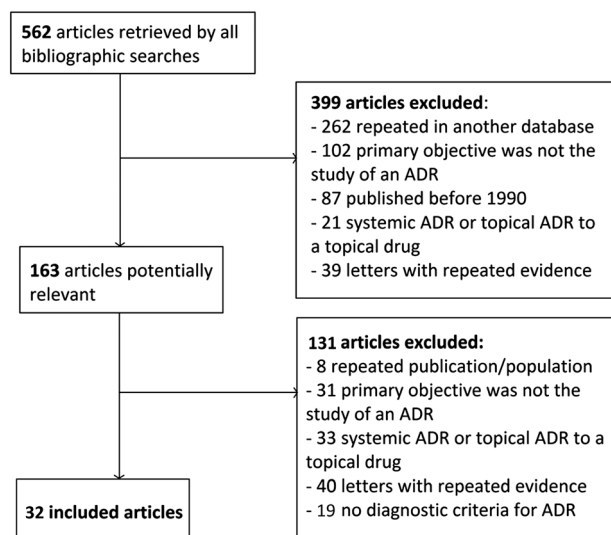 562 articles retrieved by all
bibliographic searches
399 articles excluded:
- 262 repeated in another database
- 102 primary objective was not the
study of an ADR
- 87 published before 1990
- 21 systemic ADR or topical ADR to
a topical drug
- 39 letters with repeated evidence
163 articles potentially
relevant
131 articles excluded:
- 8 repeated publication/population
- 31 primary objective was not the
study of an ADR
- 33 systemic ADR or topical ADR to a
topical drug
- 40 letters with repeated evidence
- 19 no diagnostic criteria for ADR
32 included articles